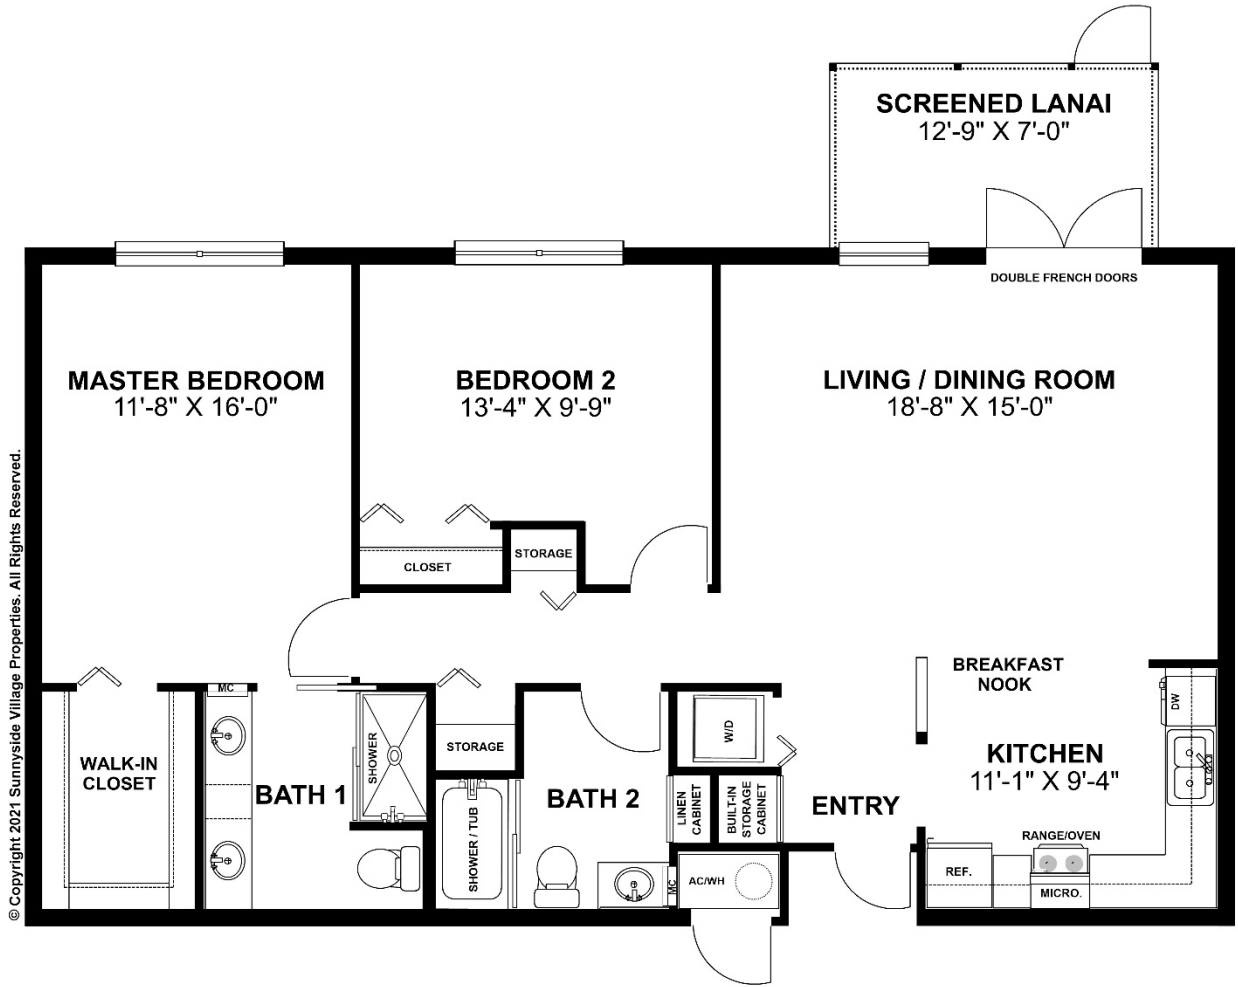 SCREENED LANAI
12'-9" X 7'-0"
DOUBLE FRENCH DOORS
MASTER BEDROOM
11'-8" X 16'-0"
BEDROOM 2
13'-4" X 9'-9"
LIVING / DINING ROOM
18'-8" X 15'-0"
CLOSET
STORAGE
BREAKFAST
NOOK
MC
WALK-IN
CLOSET
BATH 1
SHOWER
STORAGE
SHOWER / TUB
BATH 2
W/D
LINEN
CABINET
BUILT-IN
STORAGE
CABINET
ENTRY
KITCHEN
11'-1" X 9'-4"
DW
RANGE/OVEN
REF.
MICRO.
MC
AC/WH
© Copyright 2021 Sunnyside Village Properties. All Rights Reserved.